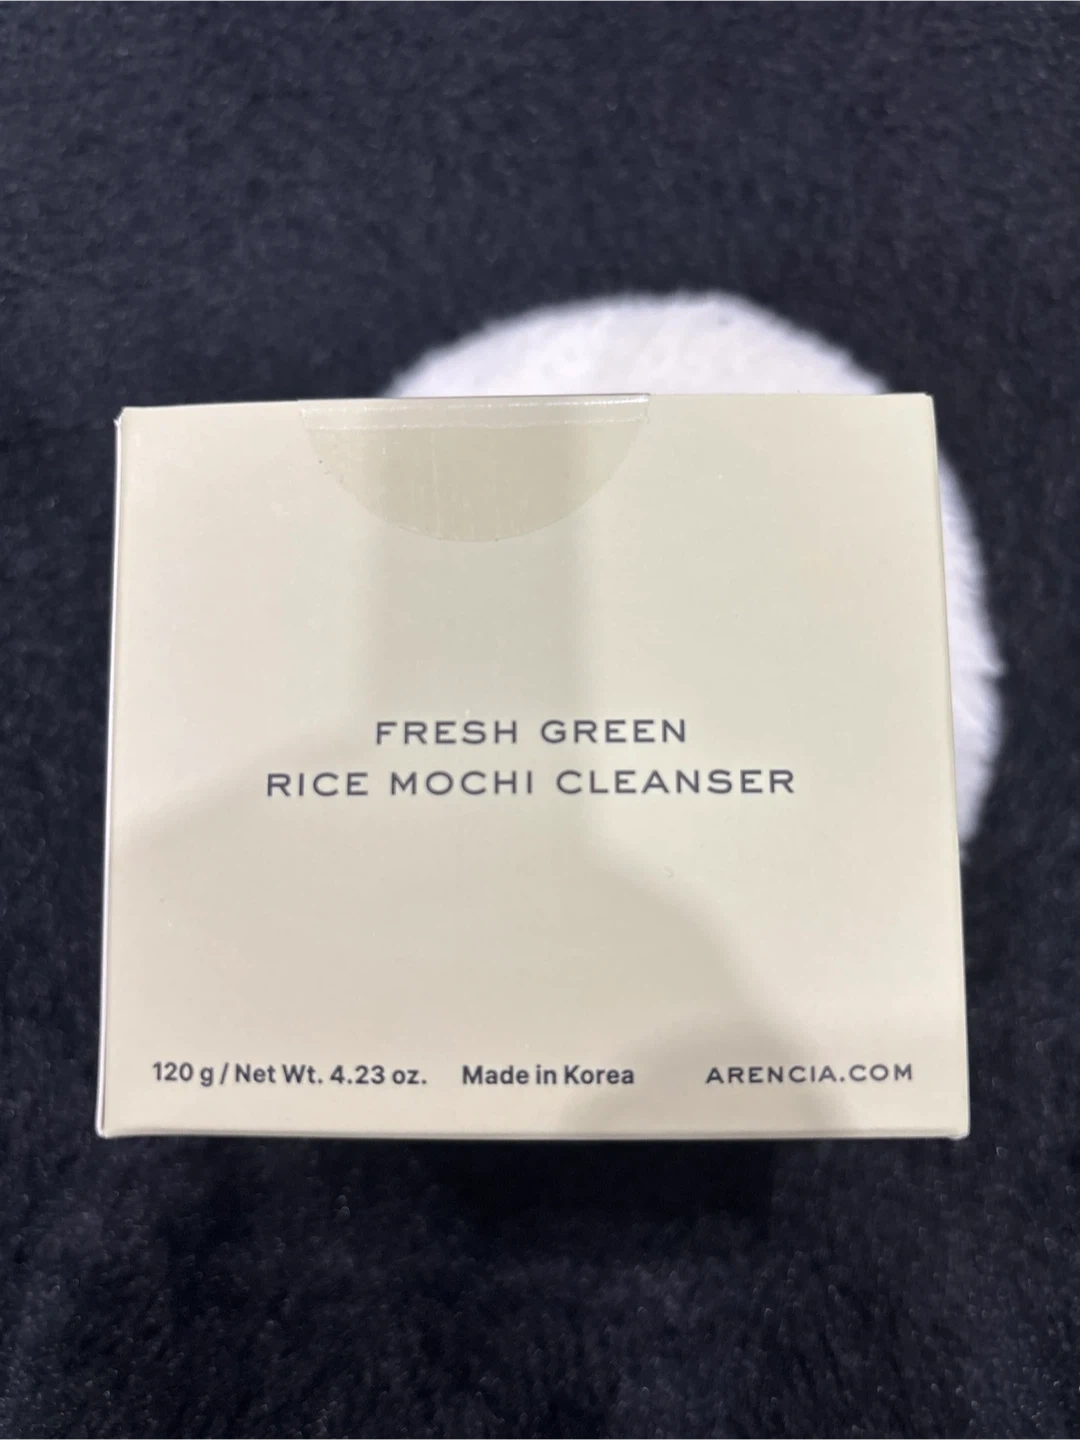 FRESH GREEN
RICE MOCHI CLEANSER
120 g / Net Wt. 4.23 oz. Made in Korea ARENCIA.COM